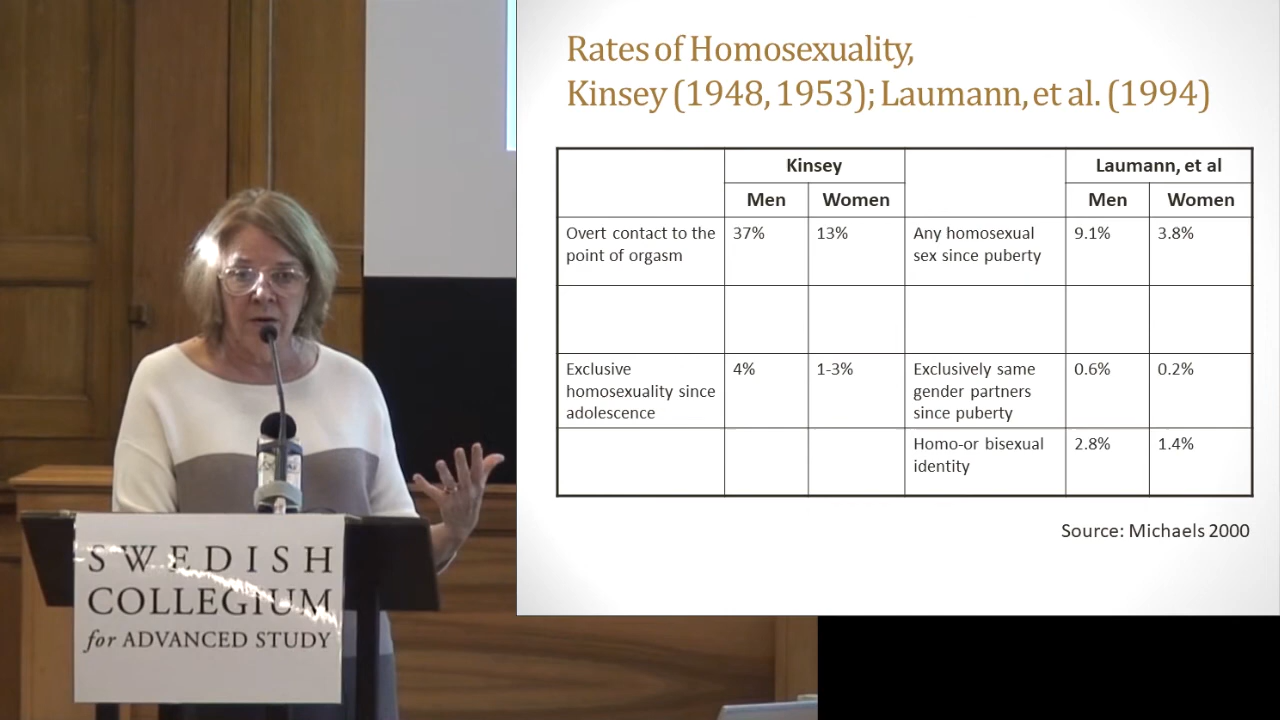 Rates of Homosexuality,
Kinsey (1948, 1953); Laumann, et al. (1994)
Kinsey
Laumann, et al
Men
Women
Men
Women
Overt contact to the
point of orgasm
37%
13%
Any homosexual
sex since puberty
9.1%
3.8%
Exclusive
homosexuality since
adolescence
4%
1-3%
Exclusively same
gender partners
since puberty
0.6%
0.2%
Homo-or bisexual
identity
2.8%
1.4%
Source: Michaels 2000
SWEDISH
COLLEGIUM
for ADVANCED STUDY